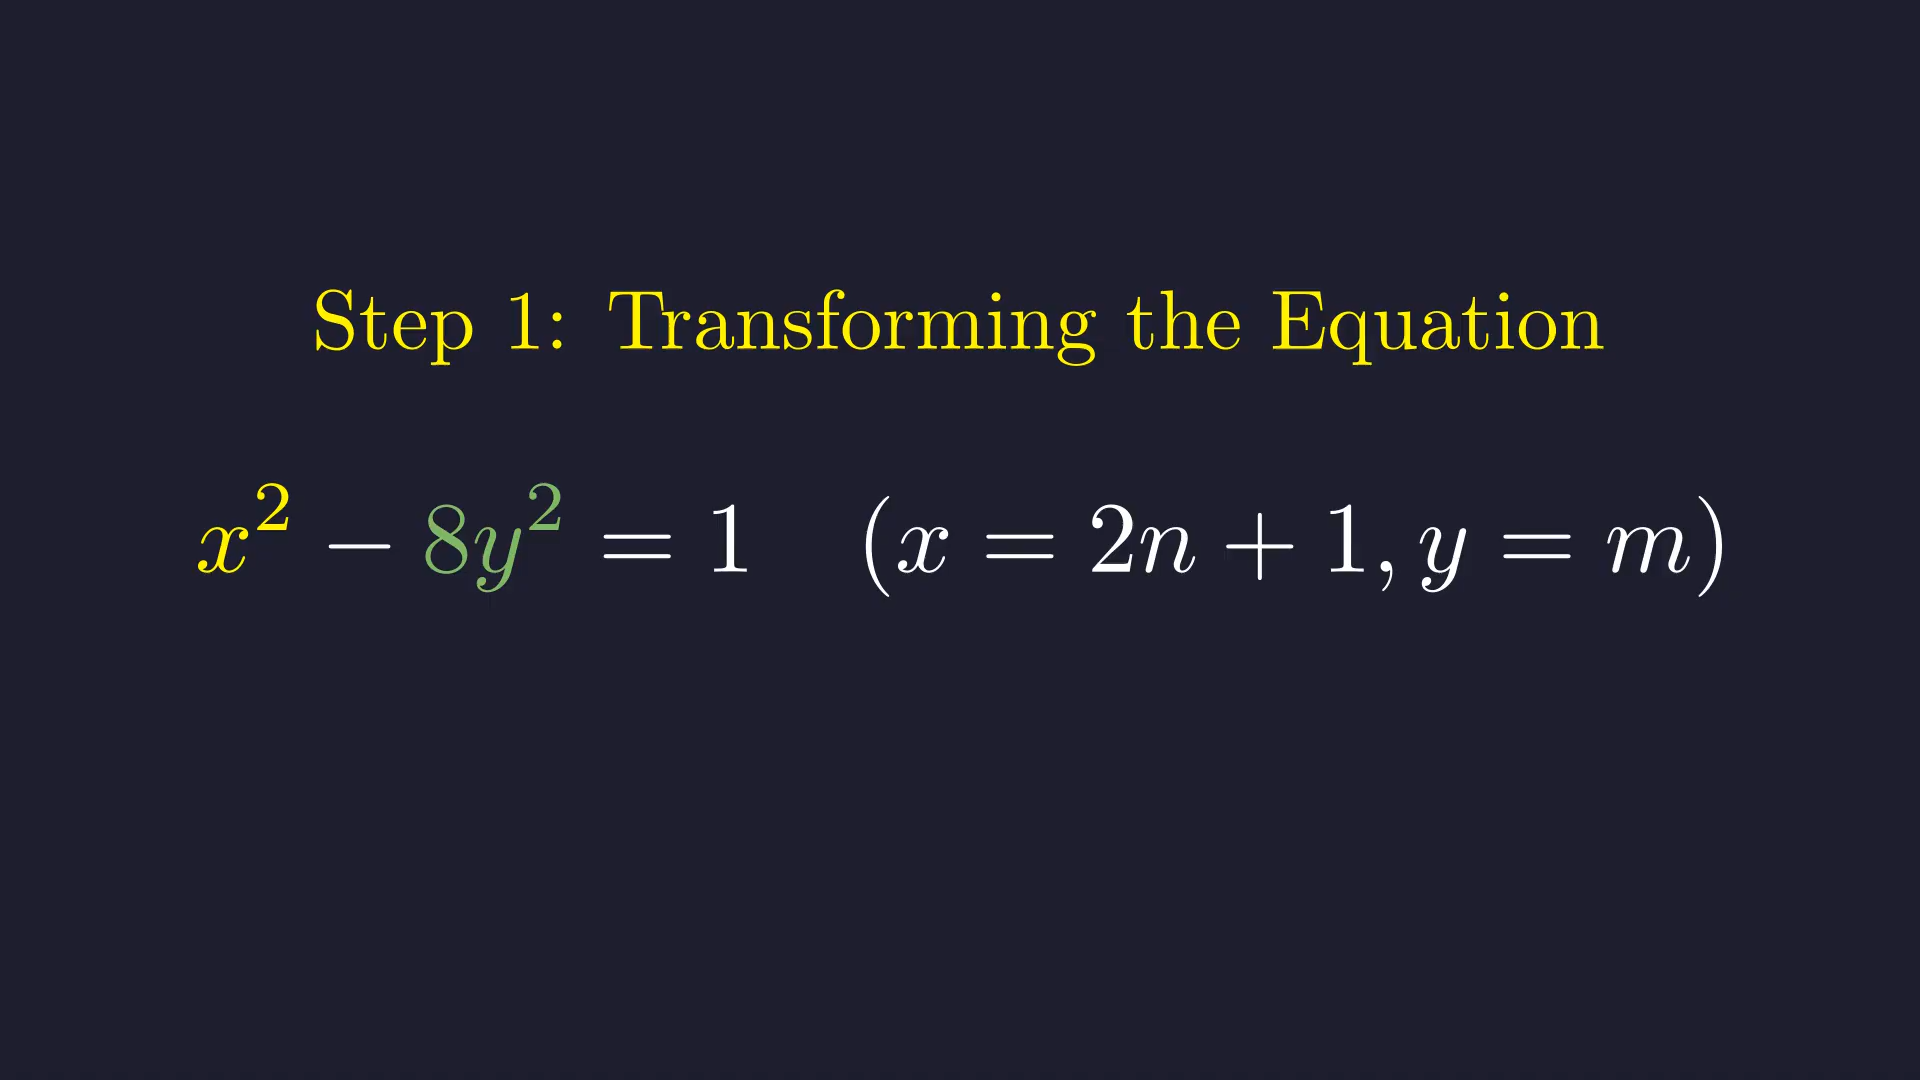 Step 1: Transforming the Equation
x² − 8y² = 1 (x = 2n + 1, y = m)